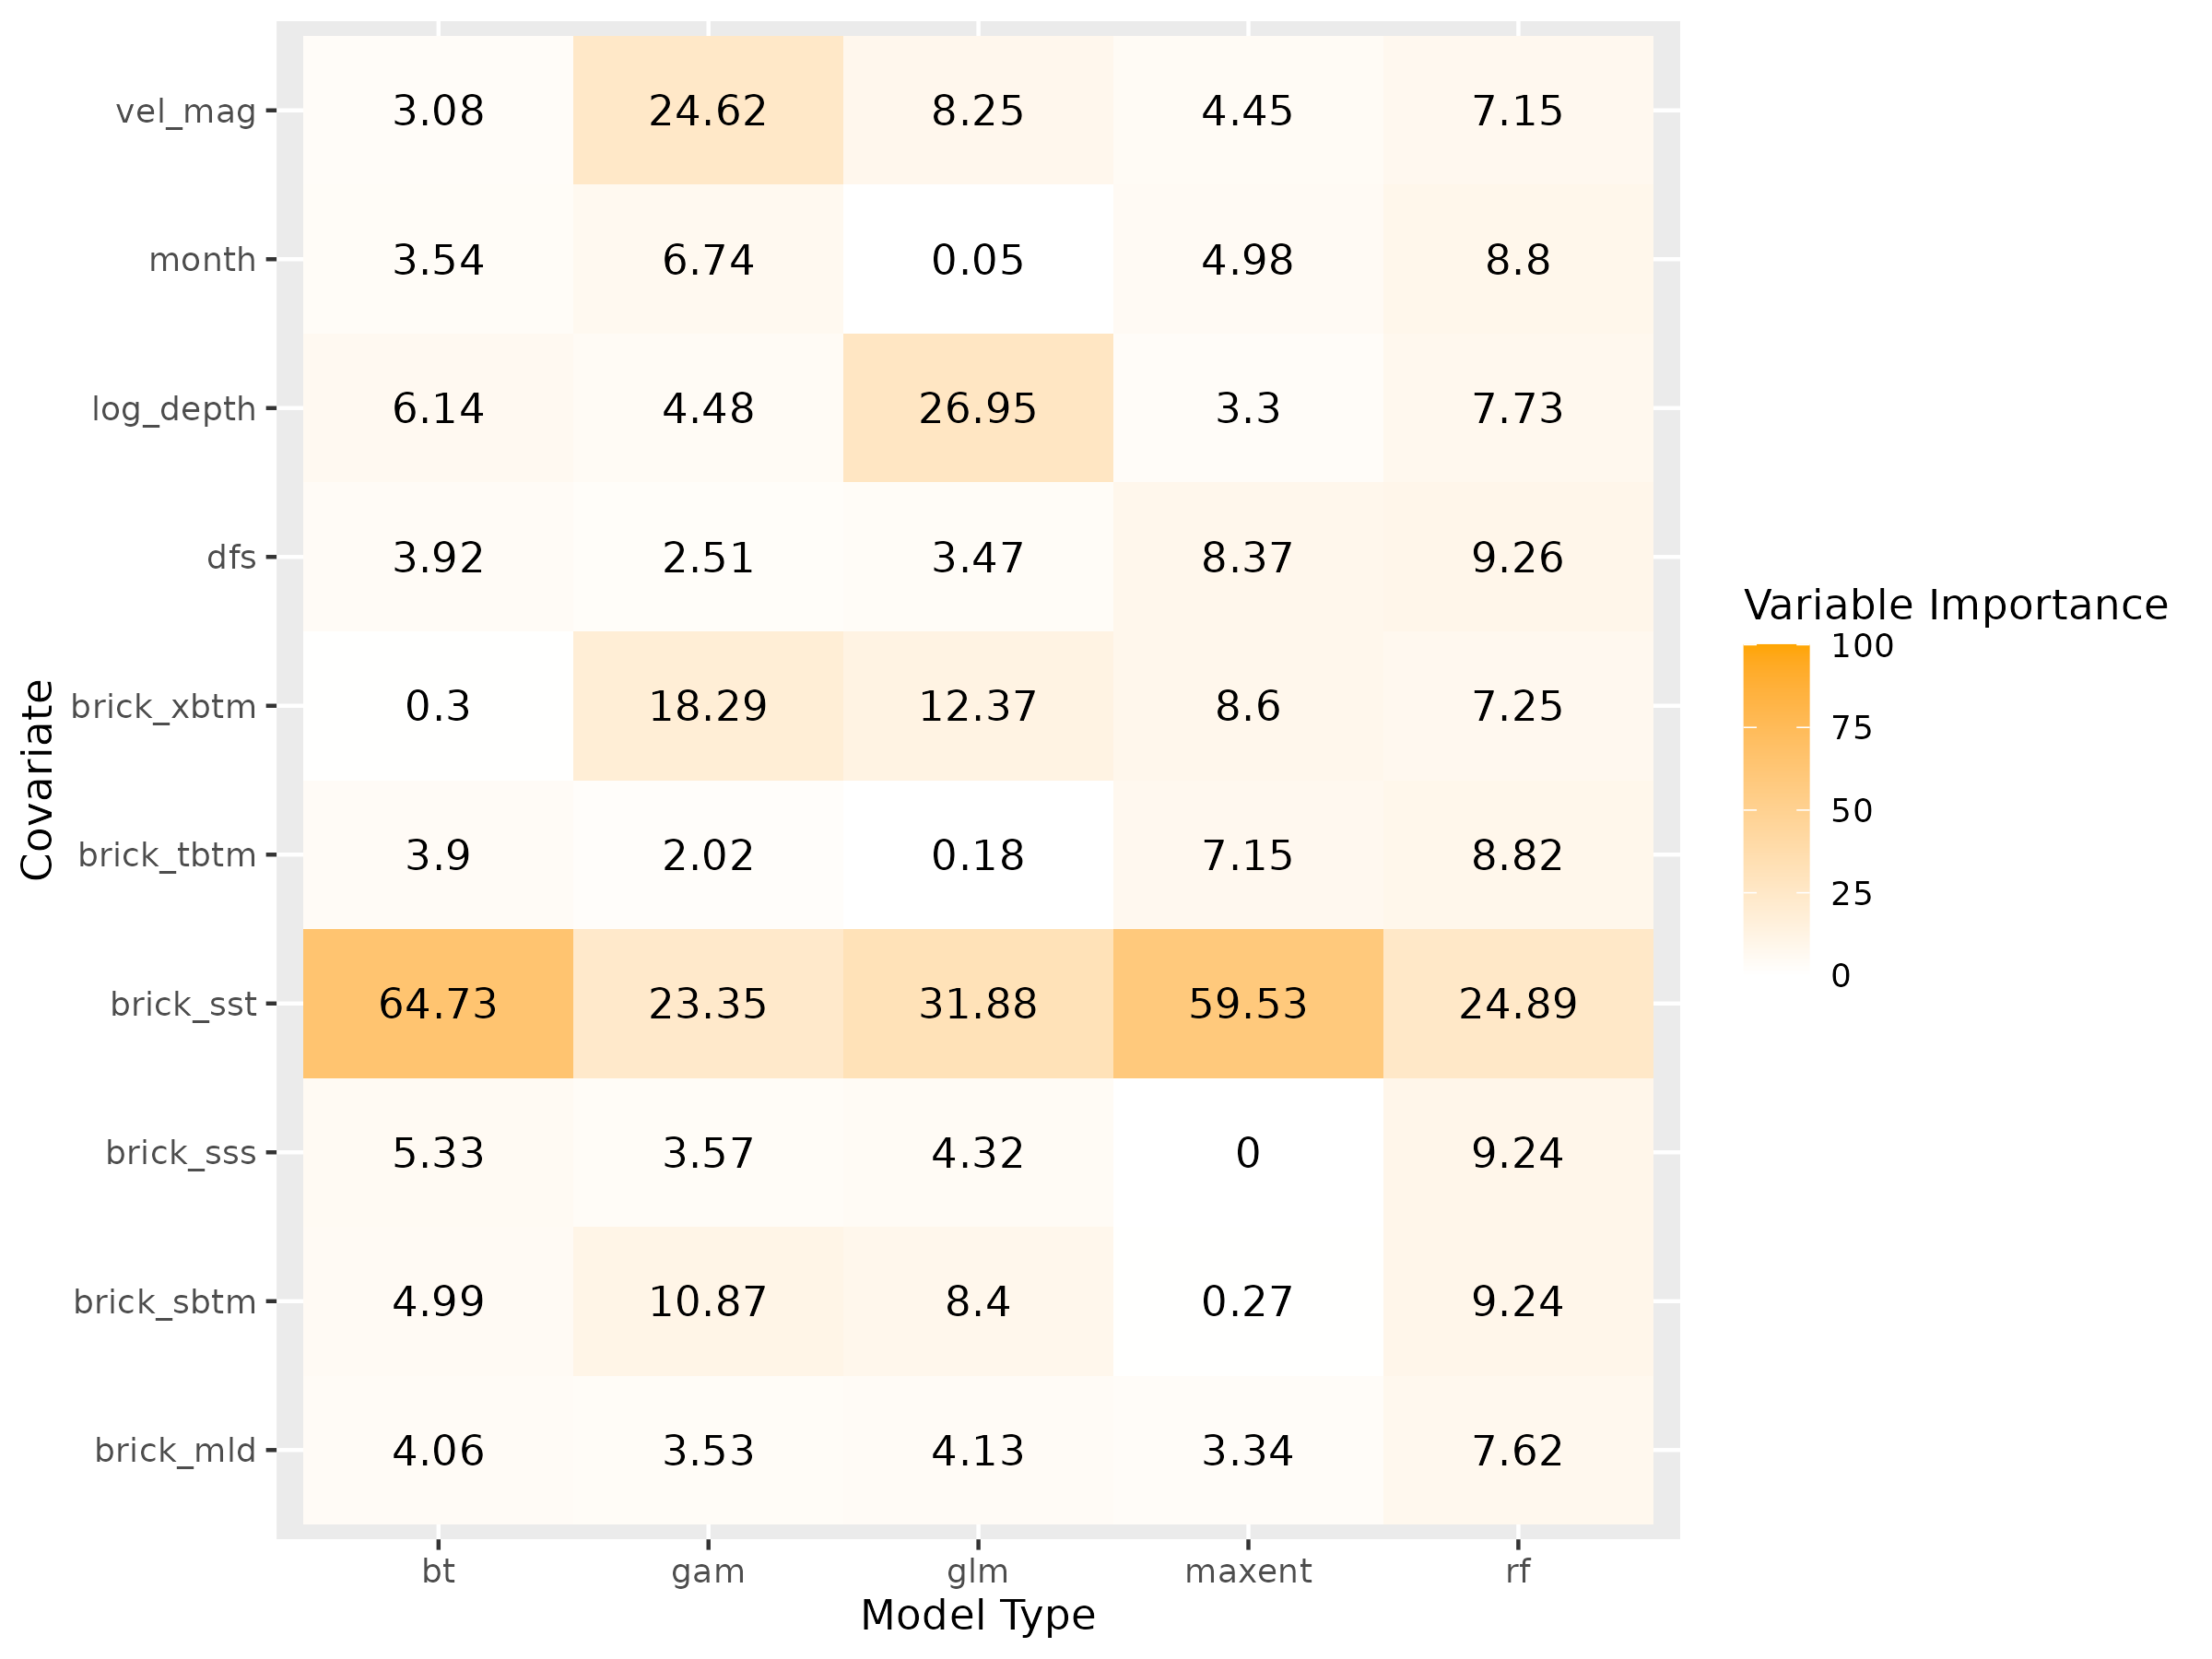 vel_mag 3.08 24.62 8.25 4.45 7.15
month 3.54 6.74 0.05 4.98 8.8
log_depth 6.14 4.48 26.95 3.3 7.73
dfs 3.92 2.51 3.47 8.37 9.26
brick_xbtm 0.3 18.29 12.37 8.6 7.25
brick_tbtm 3.9 2.02 0.18 7.15 8.82
brick_sst 64.73 23.35 31.88 59.53 24.89
brick_sss 5.33 3.57 4.32 0 9.24
brick_sbtm 4.99 10.87 8.4 0.27 9.24
brick_mld 4.06 3.53 4.13 3.34 7.62
bt gam glm maxent rf
Model Type
Covariate
Variable Importance
100
75
50
25
0